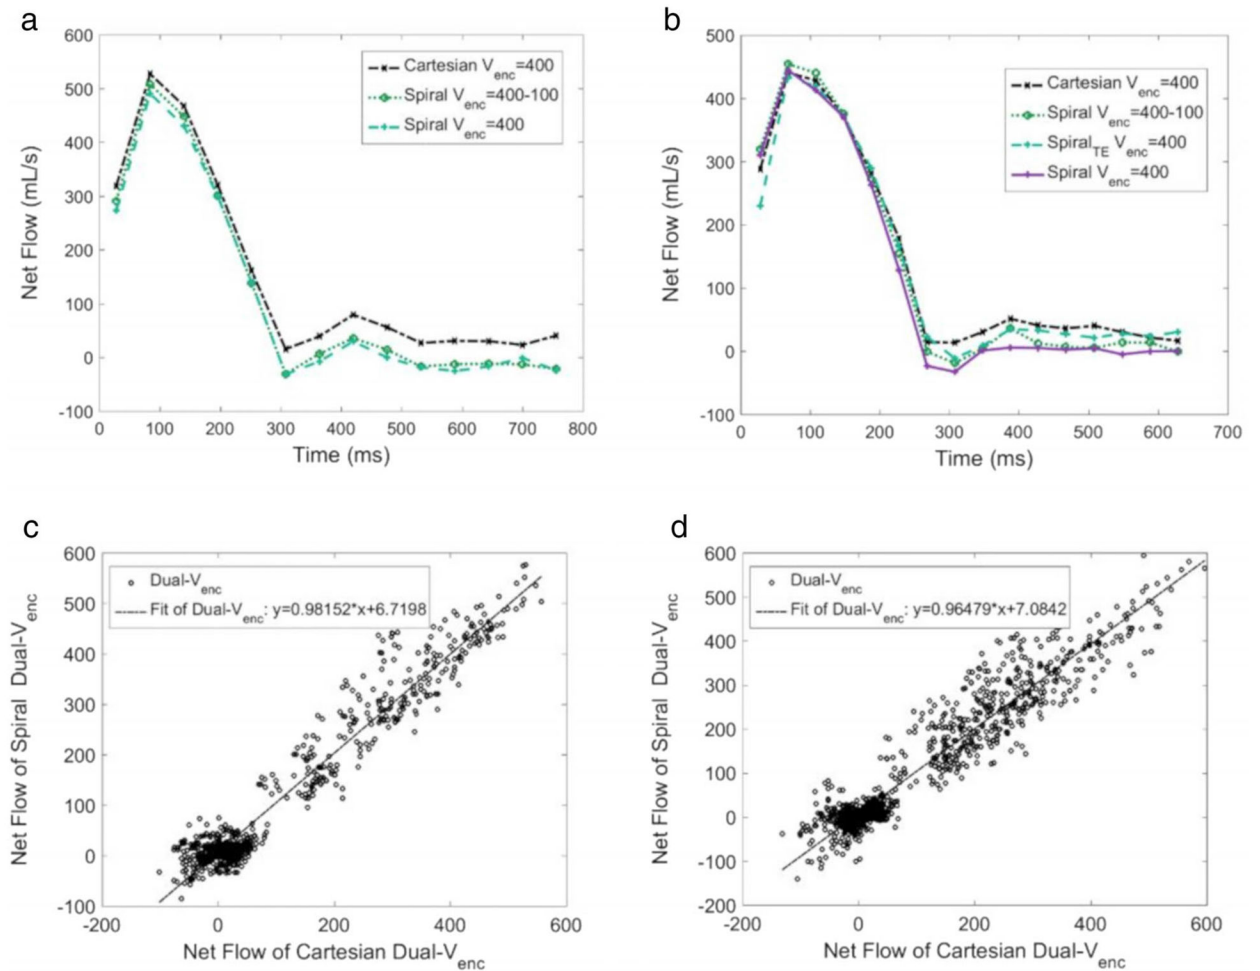 a
600
500
400
300
200
100
0
-100
0 100 200 300 400 500 600 700 800
Net Flow (mL/s)
Time (ms)
Cartesian Venc=400
Spiral Venc=400-100
Spiral Venc=400
b
500
400
300
200
100
0
-100
0 100 200 300 400 500 600 700
Net Flow (mL/s)
Time (ms)
Cartesian Venc=400
Spiral Venc=400-100
SpiralTE Venc=400
Spiral Venc=400
c
600
500
400
300
200
100
0
-100
-200 0 200 400 600
Net Flow of Spiral Dual-Venc
Net Flow of Cartesian Dual-Venc
Dual-Venc
Fit of Dual-Venc: y=0.98152*x+6.7198
d
600
500
400
300
200
100
0
-100
-200
-200 0 200 400 600
Net Flow of Spiral Dual-Venc
Net Flow of Cartesian Dual-Venc
Dual-Venc
Fit of Dual-Venc: y=0.96479*x+7.0842